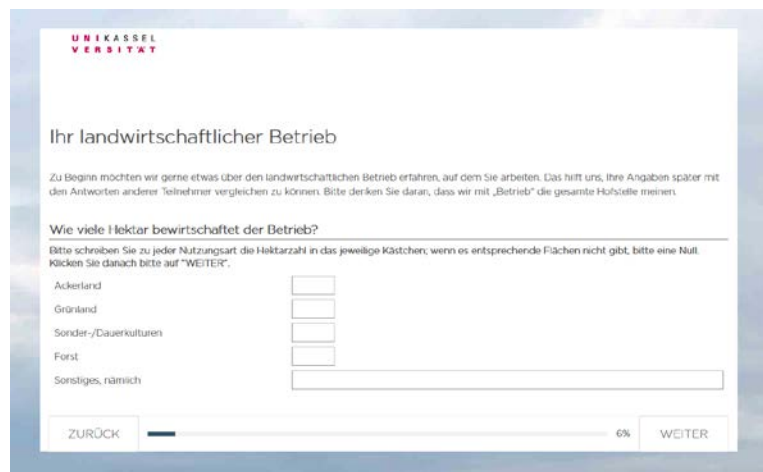 UNIKASSEL
VERSITÄT
Ihr landwirtschaftlicher Betrieb
Zu Beginn möchten wir gerne etwas über den landwirtschaftlichen Betrieb erfahren, auf dem Sie arbeiten. Das hilft uns, Ihre Angaben später mit
den Antworten anderer Teilnehmer vergleichen zu können. Bitte denken Sie daran, dass wir mit „Betrieb" die gesamte Hofstelle meinen.
Wie viele Hektar bewirtschaftet der Betrieb?
Bitte schreiben Sie zu jeder Nutzungsart die Hektarzahl in das jeweilige Kästchen; wenn es entsprechende Flächen nicht gibt, bitte eine Null.
Klicken Sie danach bitte auf "WEITER".
Ackerland
Grünland
Sonder-/Dauerkulturen
Forst
Sonstiges, nämlich
ZURÜCK 6% WEITER